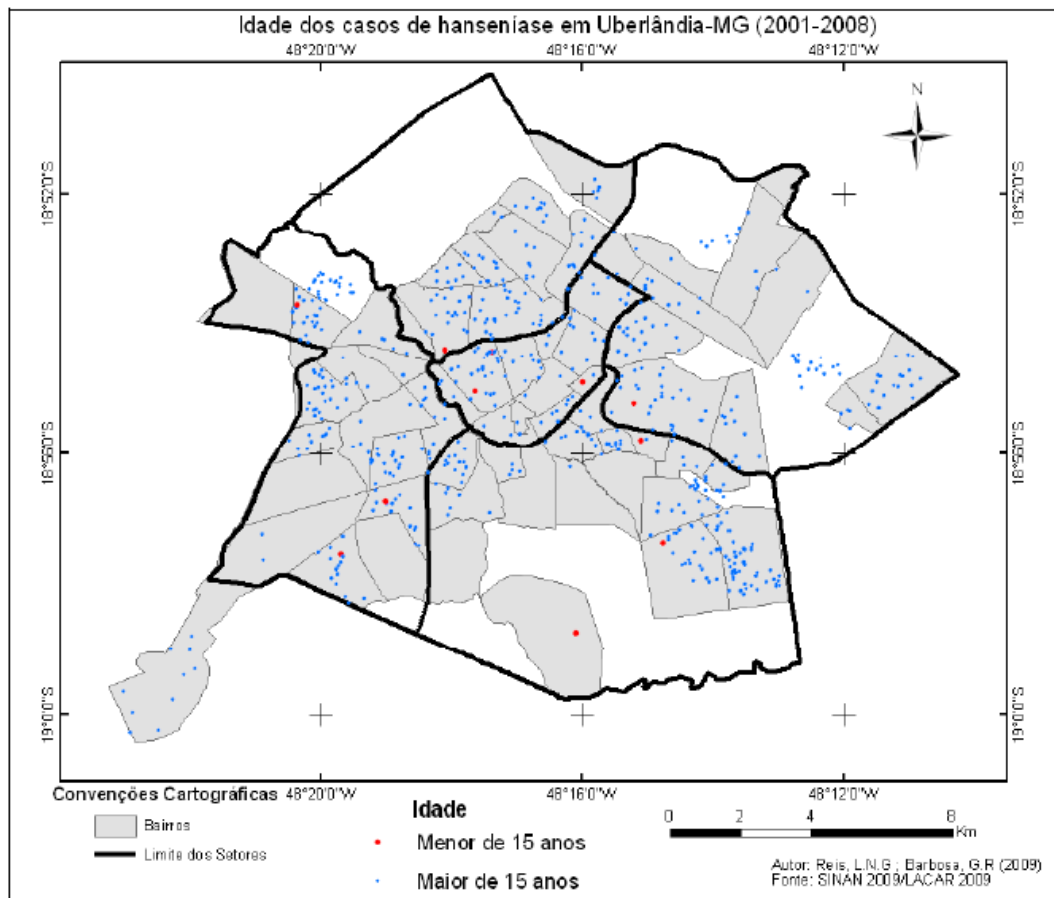 Idade dos casos de hanseníase em Uberlândia-MG (2001-2008)
48°20'0"W 48°16'0"W 48°12'0"W
N
18°52'0"S 18°52'0"S
18°56'0"S 18°56'0"S
19°0'0"S 19°0'0"S
48°20'0"W 48°16'0"W 48°12'0"W
Convenções Cartográficas
Bairros
Limite dos Setores
Idade
Menor de 15 anos
Maior de 15 anos
0 2 4 6 8
Km
Autor: Reis, L.N.G ; Barbosa, G.R (2009)
Fonte: SINAN 2009/LACAR 2009